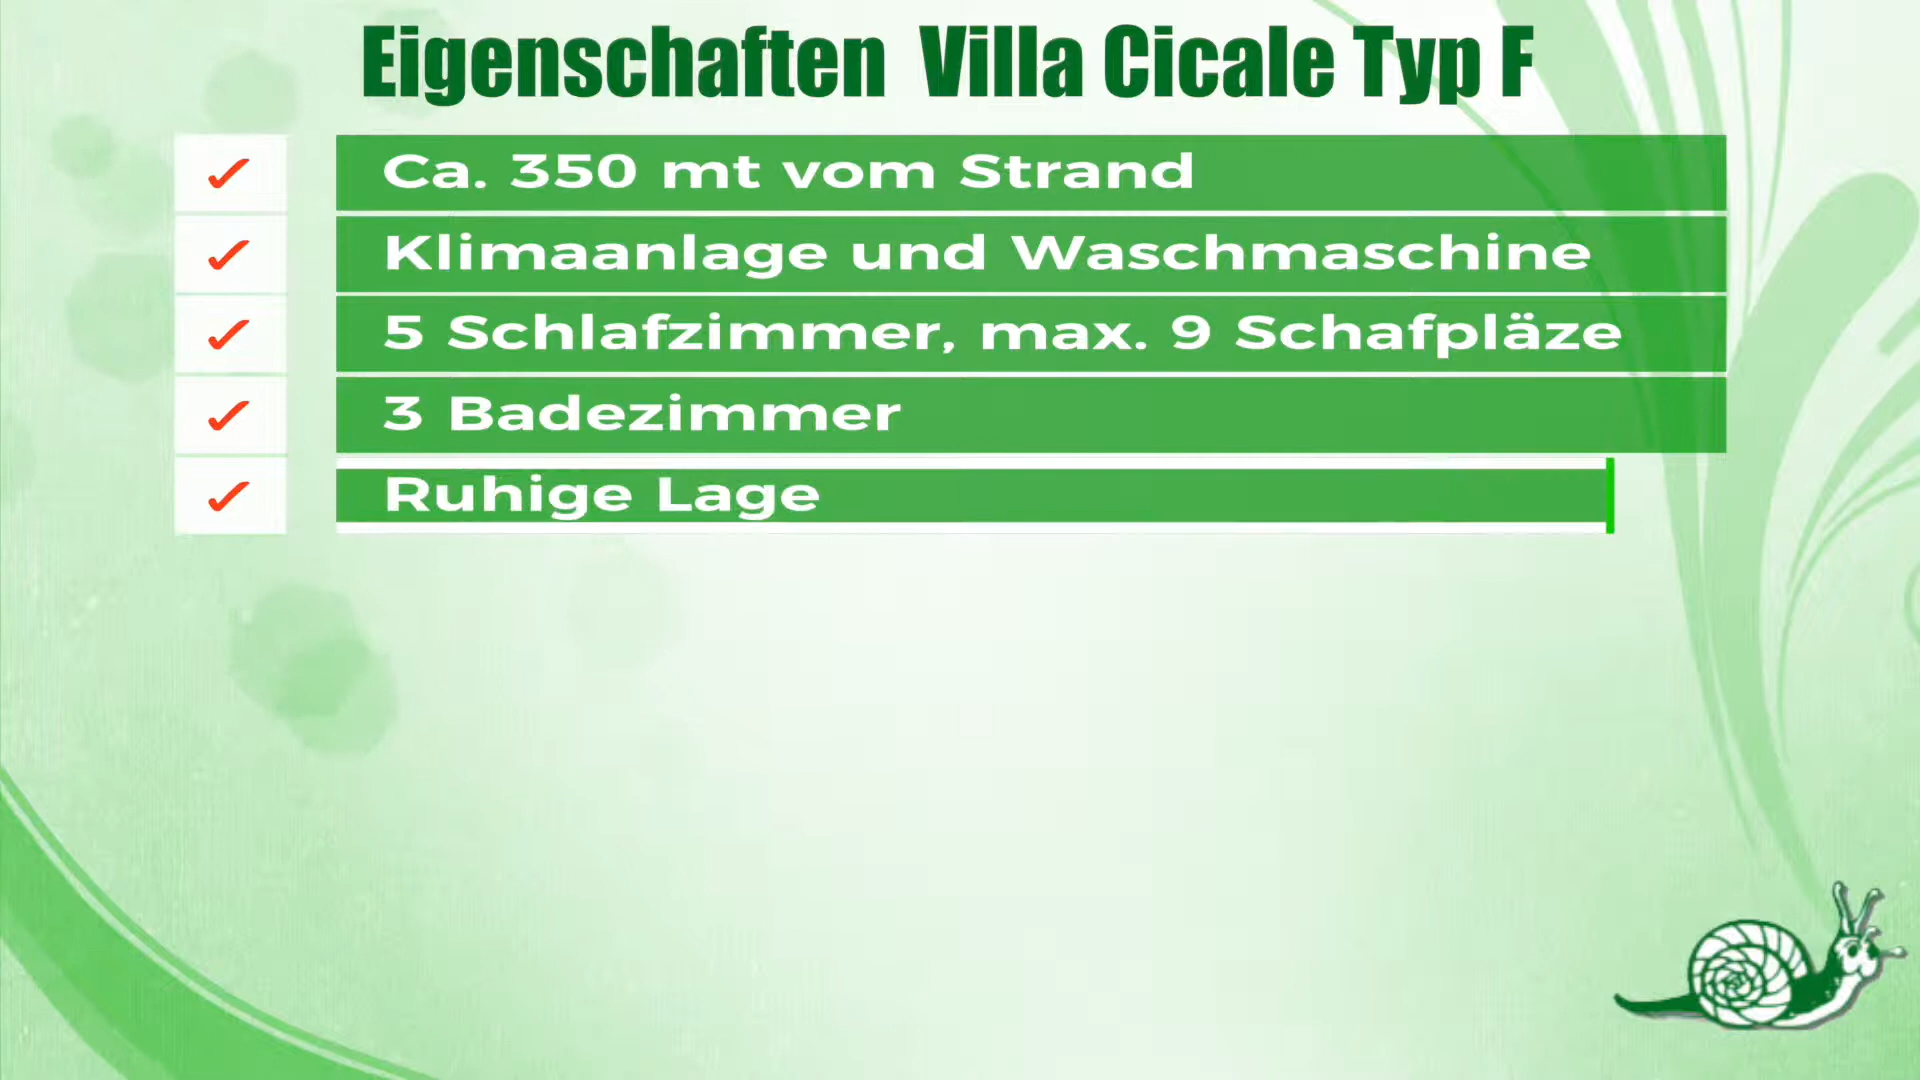 Eigenschaften Villa Cicale Typ F
Ca. 350 mt vom Strand
Klimaanlage und Waschmaschine
5 Schlafzimmer, max. 9 Schafpläze
3 Badezimmer
Ruhige Lage